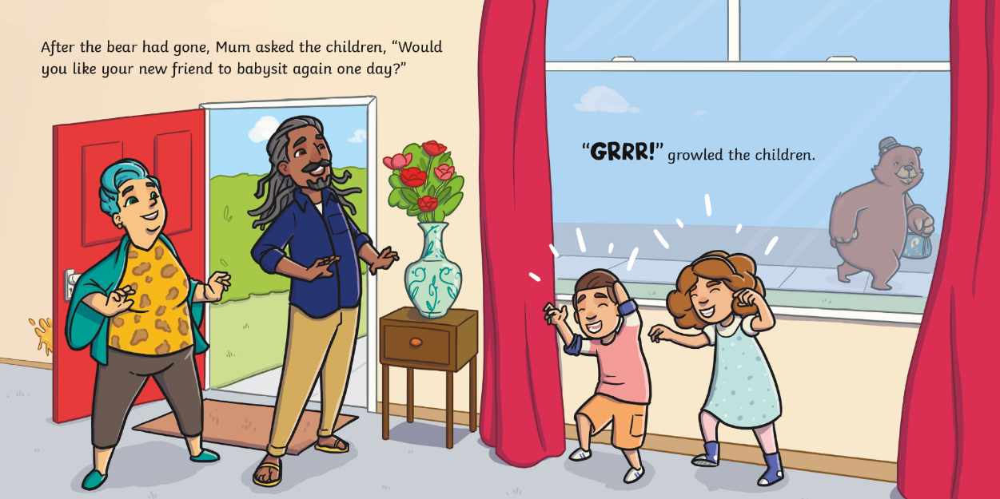 After the bear had gone, Mum asked the children, “Would
you like your new friend to babysit again one day?”
“GRRR!” growled the children.